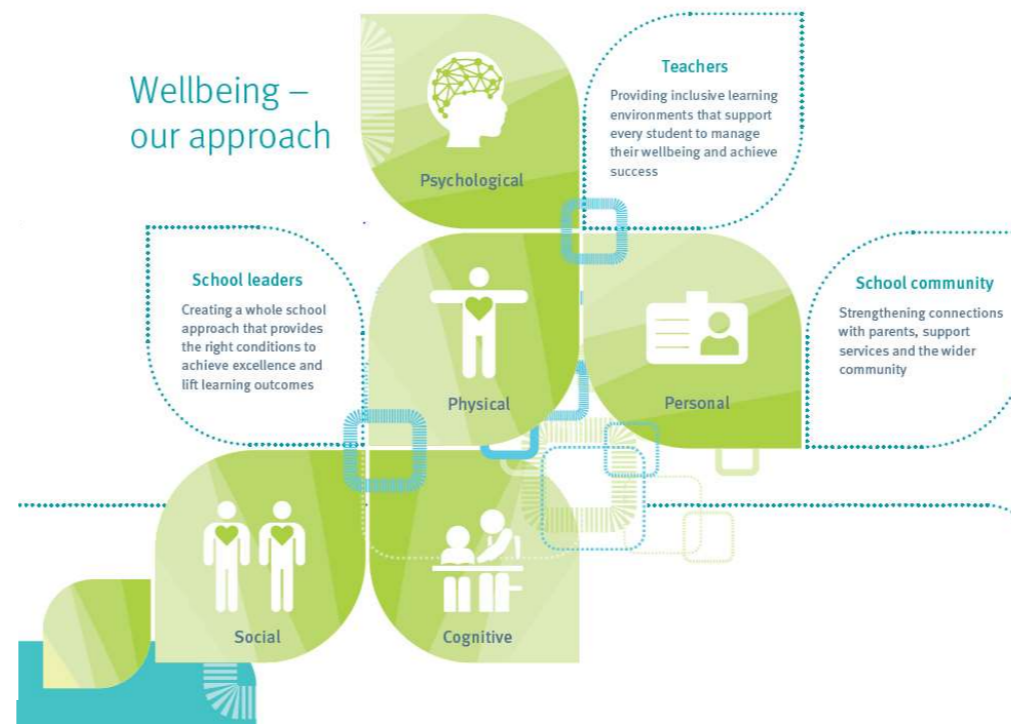 Wellbeing –
our approach
Psychological
Teachers
Providing inclusive learning
environments that support
every student to manage
their wellbeing and achieve
success
School leaders
Creating a whole school
approach that provides
the right conditions to
achieve excellence and
lift learning outcomes
Physical
Personal
School community
Strengthening connections
with parents, support
services and the wider
community
Social
Cognitive